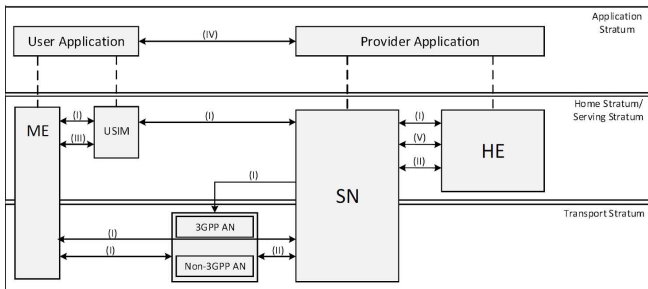 Application
Stratum
User Application
(IV)
Provider Application
Home Stratum/
Serving Stratum
ME
(I)
(III)
USIM
(I)
SN
(I)
(V)
(II)
HE
(I)
Transport Stratum
3GPP AN
(I)
(I)
Non-3GPP AN
(II)